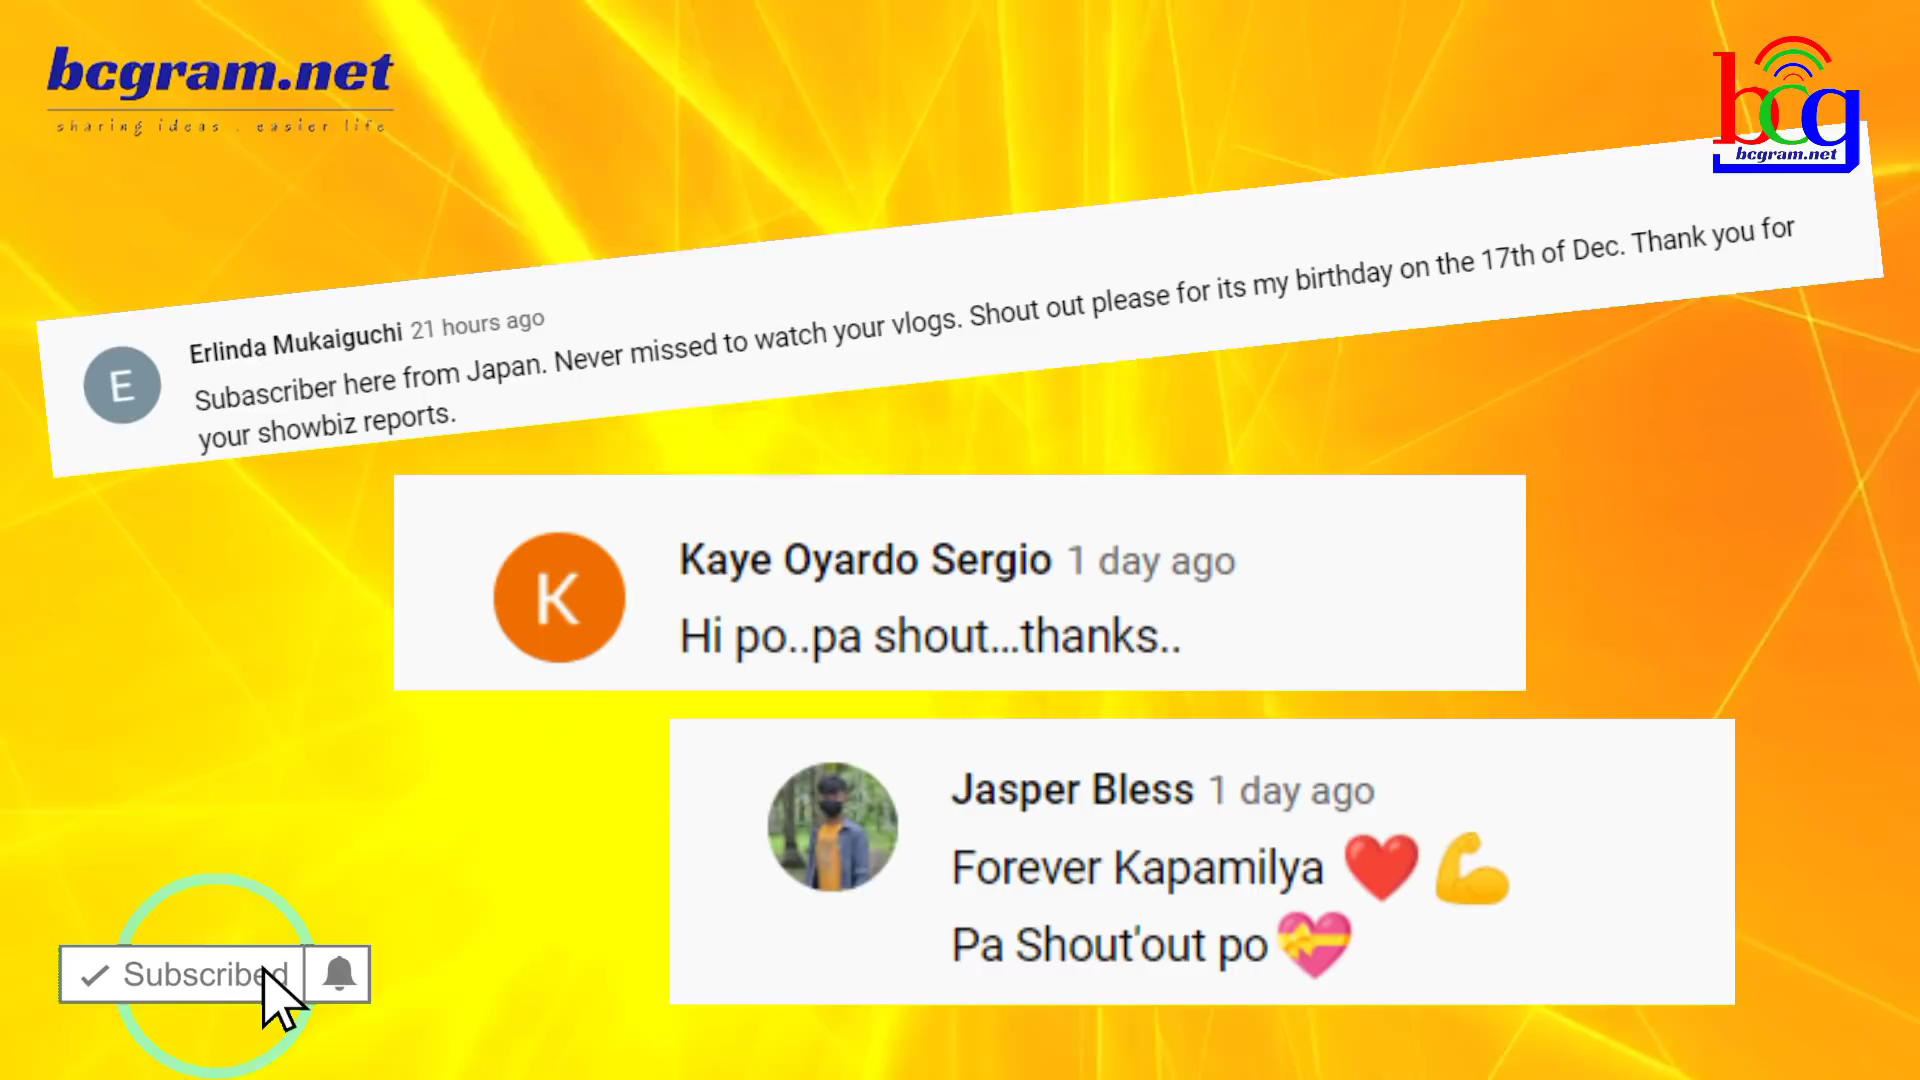 bcgram.net
sharing ideas . easier life
bcg
bcgram.net
E
Erlinda Mukaiguchi 21 hours ago
Subascriber here from Japan. Never missed to watch your vlogs. Shout out please for its my birthday on the 17th of Dec. Thank you for
your showbiz reports.
K
Kaye Oyardo Sergio 1 day ago
Hi po..pa shout...thanks..
Jasper Bless 1 day ago
Forever Kapamilya ❤️💪
Pa Shout'out po 💝
Subscribed